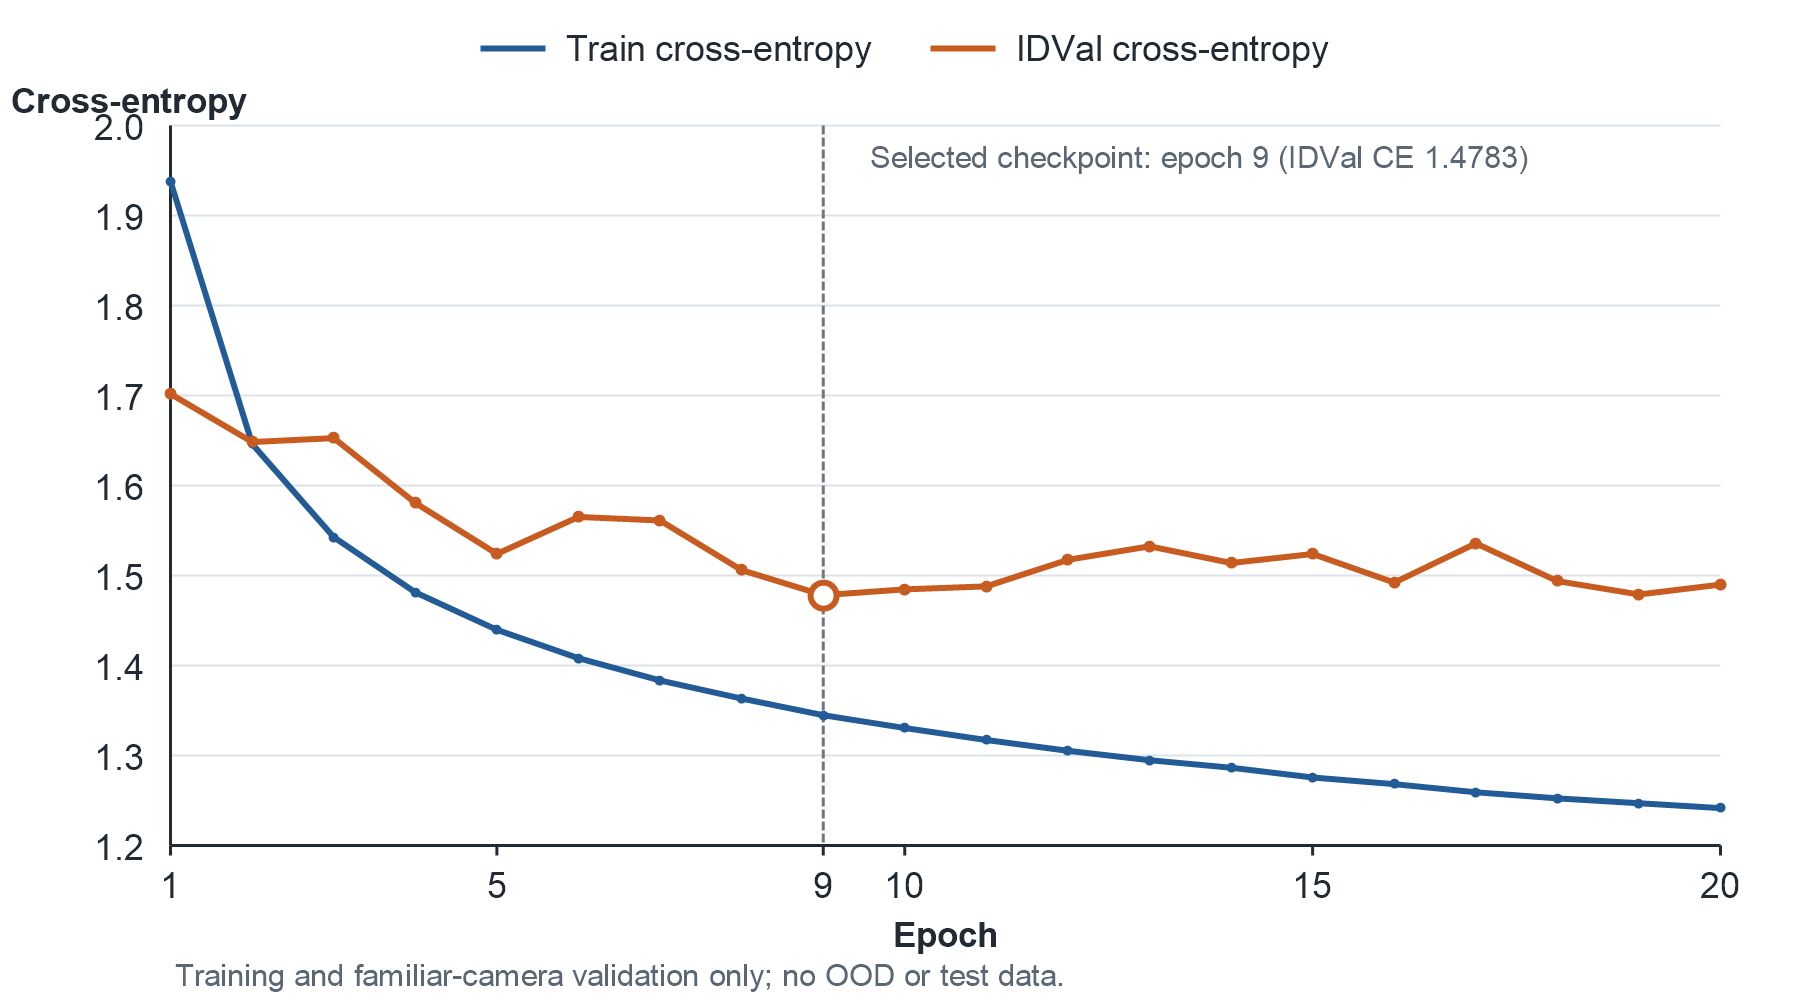 Train cross-entropy IDVal cross-entropy
Cross-entropy
2.0
Selected checkpoint: epoch 9 (IDVal CE 1.4783)
1.9
1.8
1.7
1.6
1.5
1.4
1.3
1.2
1 5 9 10 15 20
Epoch
Training and familiar-camera validation only; no OOD or test data.